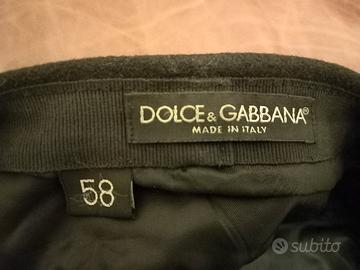 DOLCE & GABBANA®
MADE IN ITALY
58
subito